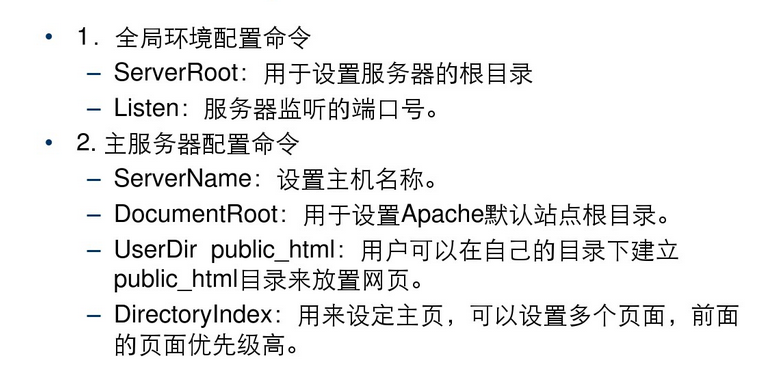 • 1. 全局环境配置命令
– ServerRoot：用于设置服务器的根目录
– Listen：服务器监听的端口号。
• 2. 主服务器配置命令
– ServerName：设置主机名称。
– DocumentRoot：用于设置Apache默认站点根目录。
– UserDir public_html：用户可以在自己的目录下建立
public_html目录来放置网页。
– DirectoryIndex：用来设定主页，可以设置多个页面，前面
的页面优先级高。